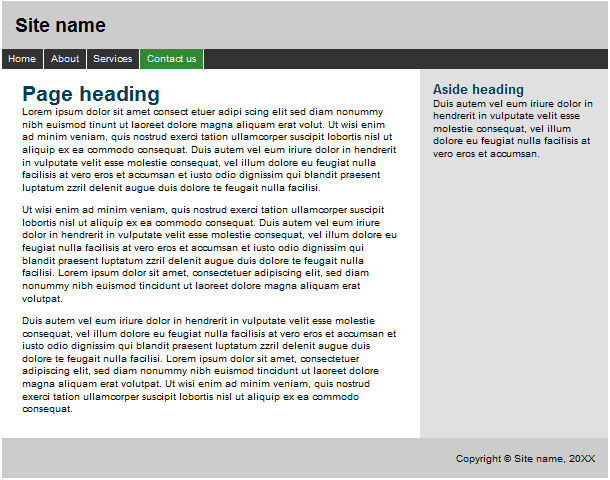 Site name
Home
About
Services
Contact us
Page heading
Lorem ipsum dolor sit amet consect etuer adipi scing elit sed diam nonummy
nibh euismod tinunt ut laoreet dolore magna aliquam erat volut. Ut wisi enim
ad minim veniam, quis nostrud exerci tation ullamcorper suscipit lobortis nisl ut
aliquip ex ea commodo consequat. Duis autem vel eum iriure dolor in hendrerit
in vulputate velit esse molestie consequat, vel illum dolore eu feugiat nulla
facilisis at vero eros et accumsan et iusto odio dignissim qui blandit praesent
luptatum zzril delenit augue duis dolore te feugait nulla facilisi.
Ut wisi enim ad minim veniam, quis nostrud exerci tation ullamcorper suscipit
lobortis nisl ut aliquip ex ea commodo consequat. Duis autem vel eum iriure
dolor in hendrerit in vulputate velit esse molestie consequat, vel illum dolore eu
feugiat nulla facilisis at vero eros et accumsan et iusto odio dignissim qui
blandit praesent luptatum zzril delenit augue duis dolore te feugait nulla
facilisi. Lorem ipsum dolor sit amet, consectetuer adipiscing elit, sed diam
nonummy nibh euismod tincidunt ut laoreet dolore magna aliquam erat
volutpat.
Duis autem vel eum iriure dolor in hendrerit in vulputate velit esse molestie
consequat, vel illum dolore eu feugiat nulla facilisis at vero eros et accumsan et
iusto odio dignissim qui blandit praesent luptatum zzril delenit augue duis
dolore te feugait nulla facilisi. Lorem ipsum dolor sit amet, consectetuer
adipiscing elit, sed diam nonummy nibh euismod tincidunt ut laoreet dolore
magna aliquam erat volutpat. Ut wisi enim ad minim veniam, quis nostrud
exerci tation ullamcorper suscipit lobortis nisl ut aliquip ex ea commodo
consequat.
Aside heading
Duis autem vel eum iriure dolor in
hendrerit in vulputate velit esse
molestie consequat, vel illum
dolore eu feugiat nulla facilisis at
vero eros et accumsan.
Copyright © Site name, 20XX